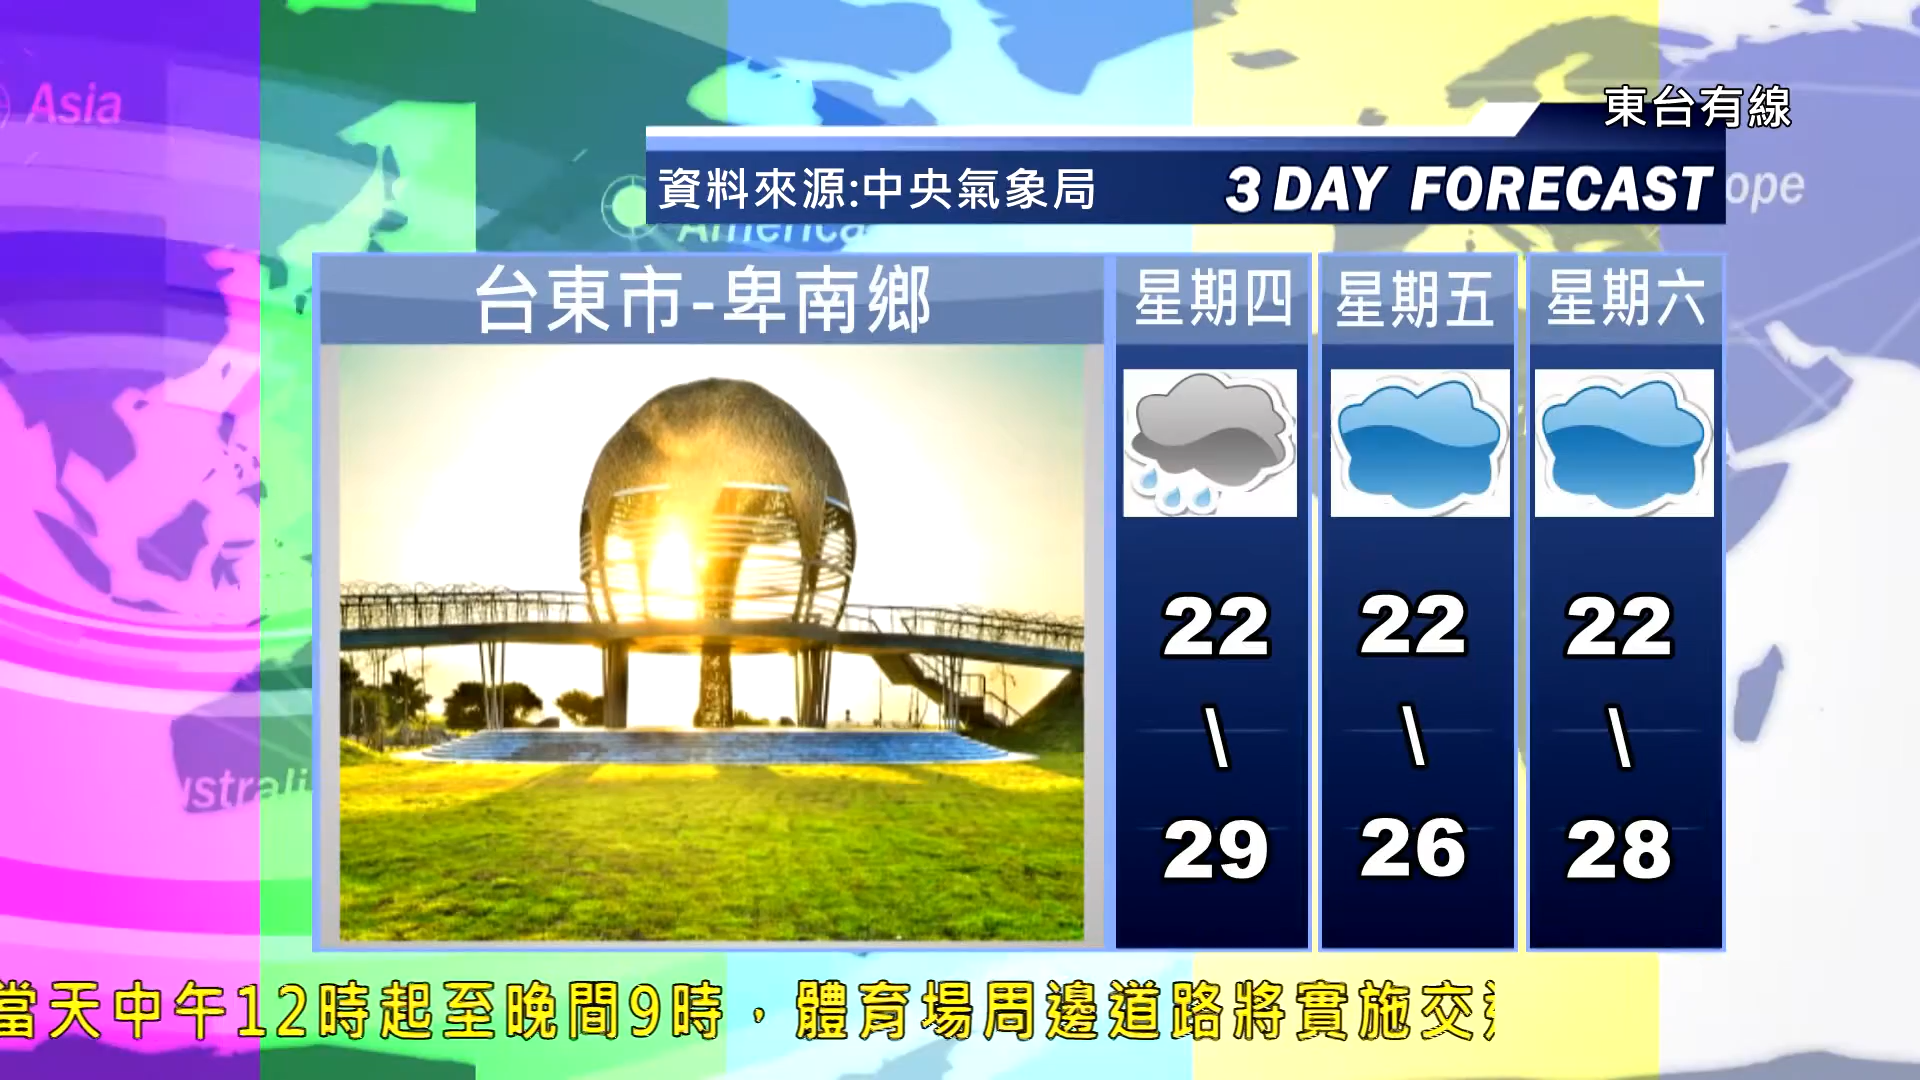 Asia
東台有線
資料來源:中央氣象局
3 DAY FORECAST
America
台東市-卑南鄉
星期四
星期五
星期六
22
\
29
22
\
26
22
\
28
當天中午12時起至晚間9時，體育場周邊道路將實施交